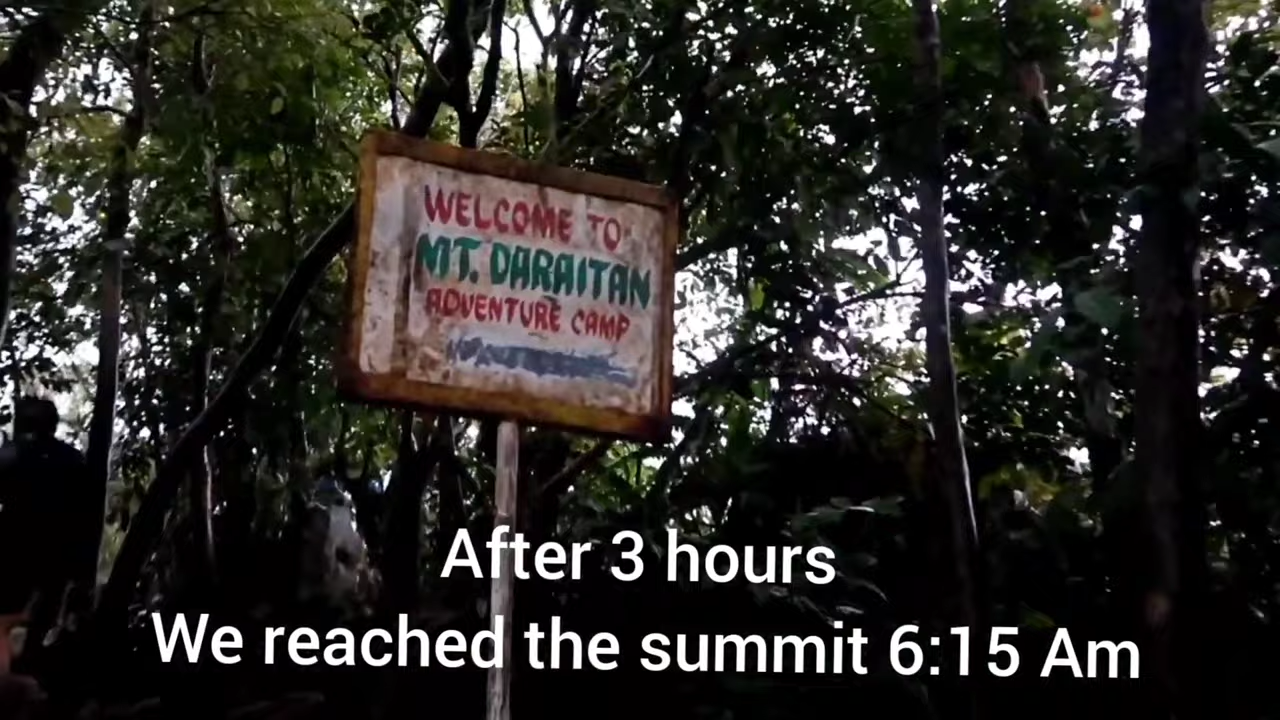 WELCOME TO
MT. DARAITAN
ADVENTURE CAMP
After 3 hours
We reached the summit 6:15 Am